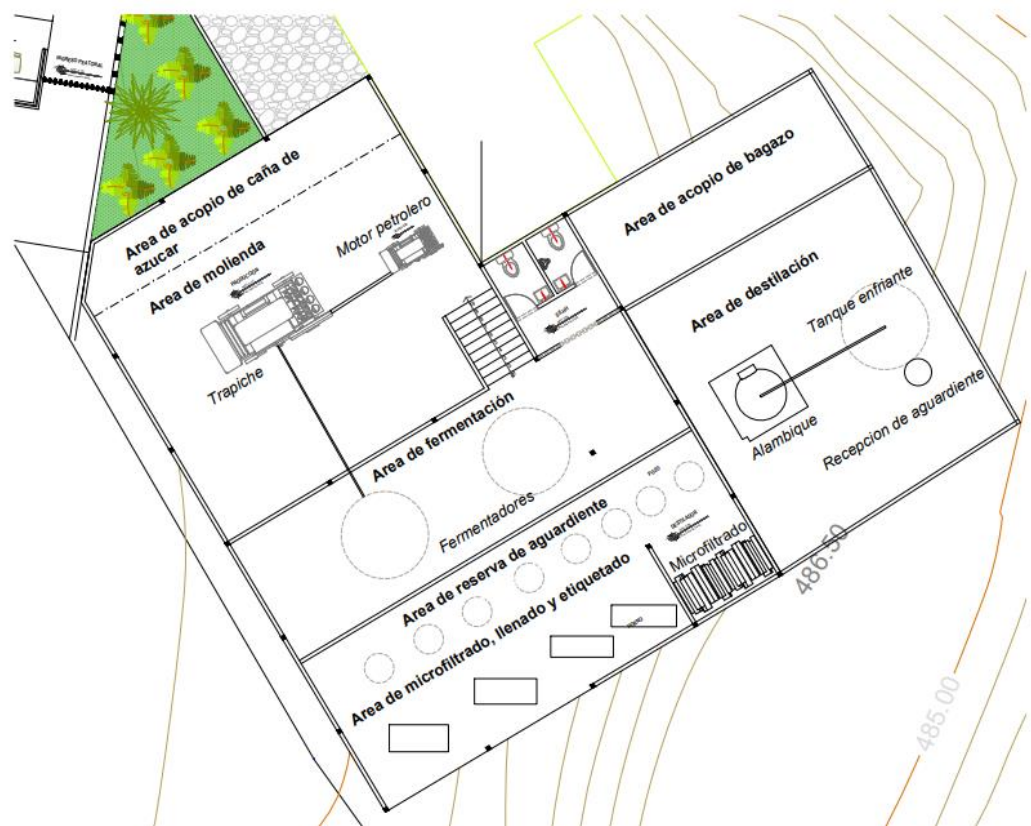 INGRESO PEATONAL
Area de acopio de caña de
azucar
Area de molienda
Motor petrolero
Trapiche
Area de acopio de bagazo
Area de destilación
Tanque enfriante
Alambique
Recepcion de aguardiente
Area de fermentación
Fermentadores
Area de reserva de aguardiente
Microfiltrado
Area de microfiltrado, llenado y etiquetado
486.50
485.00